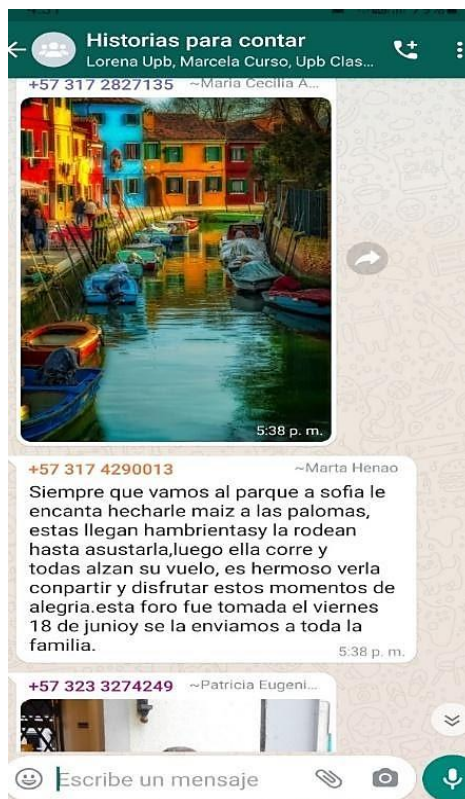 Historias para contar
Lorena Upb, Marcela Curso, Upb Clas...
+57 317 2827135 ~Maria Cecilia A...
5:38 p. m.
+57 317 4290013 ~Marta Henao
Siempre que vamos al parque a sofia le
encanta hecharle maiz a las palomas,
estas llegan hambrientasy la rodean
hasta asustarla,luego ella corre y
todas alzan su vuelo, es hermoso verla
conpartir y disfrutar estos momentos de
alegria.esta foro fue tomada el viernes
18 de junioy se la enviamos a toda la
familia.
5:38 p. m.
+57 323 3274249 ~Patricia Eugeni...
Escribe un mensaje